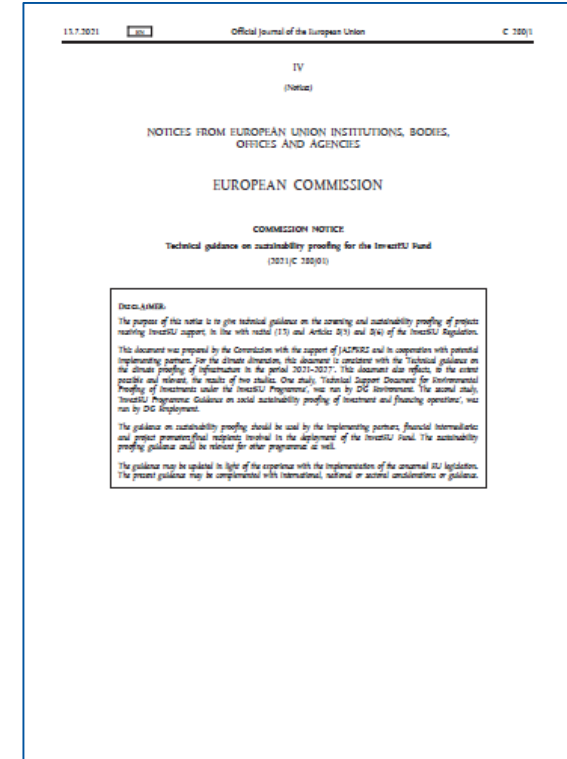 13.7.2021 EN Official Journal of the European Union C 280/1
IV
(Notices)
NOTICES FROM EUROPEAN UNION INSTITUTIONS, BODIES,
OFFICES AND AGENCIES
EUROPEAN COMMISSION
COMMISSION NOTICE
Technical guidance on sustainability proofing for the InvestEU Fund
(2021/C 280/01)
DISCLAIMER:
The purpose of this notice is to give technical guidance on the screening and sustainability proofing of projects
receiving InvestEU support, in line with recital (13) and Articles 8(5) and 8(6) of the InvestEU Regulation.
This document was prepared by the Commission with the support of JASPERS and in cooperation with potential
implementing partners. For the climate dimension, this document is consistent with the 'Technical guidance on
the climate proofing of infrastructure in the period 2021-2027'. This document also reflects, to the extent
possible and relevant, the results of two studies. One study, 'Technical Support Document for Environmental
Proofing of Investments under the InvestEU Programme', was run by DG Environment. The second study,
'InvestEU Programme: Guidance on social sustainability proofing of investment and financing operations', was
run by DG Employment.
The guidance on sustainability proofing should be used by the implementing partners, financial intermediaries
and project promoters/final recipients involved in the deployment of the InvestEU Fund. The sustainability
proofing guidance could be relevant for other programmes as well.
The guidance may be updated in light of the experience with the implementation of the concerned EU legislation.
The present guidance may be complemented with international, national or sectoral considerations or guidance.